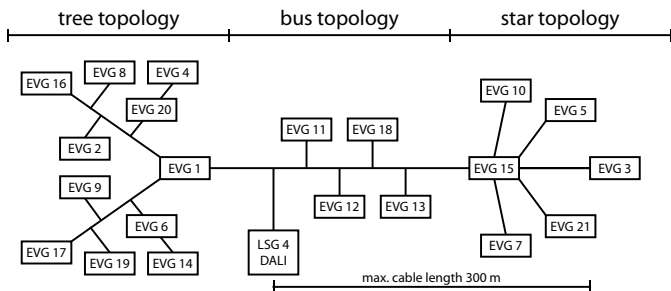 tree topology
bus topology
star topology
EVG 8
EVG 4
EVG 16
EVG 20
EVG 2
EVG 1
EVG 9
EVG 6
EVG 17
EVG 19
EVG 14
EVG 11
EVG 18
EVG 12
EVG 13
LSG 4
DALI
EVG 10
EVG 5
EVG 15
EVG 3
EVG 21
EVG 7
max. cable length 300 m